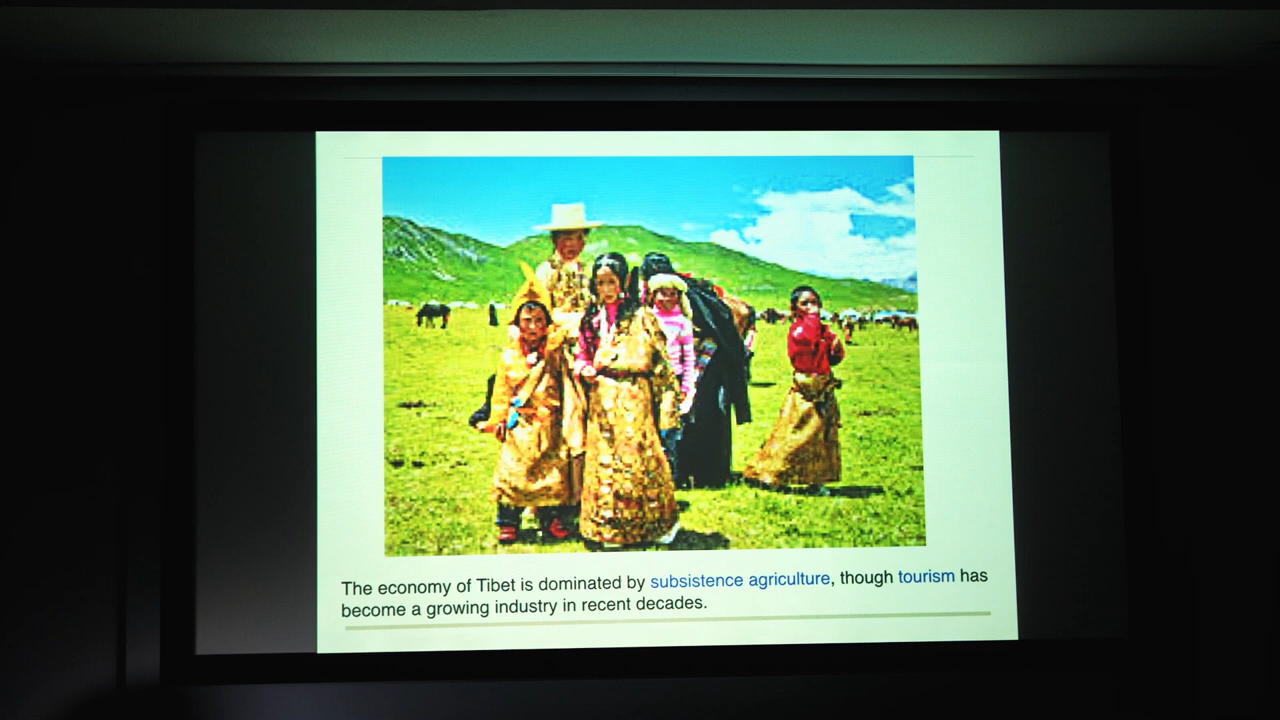 The economy of Tibet is dominated by subsistence agriculture, though tourism has
become a growing industry in recent decades.